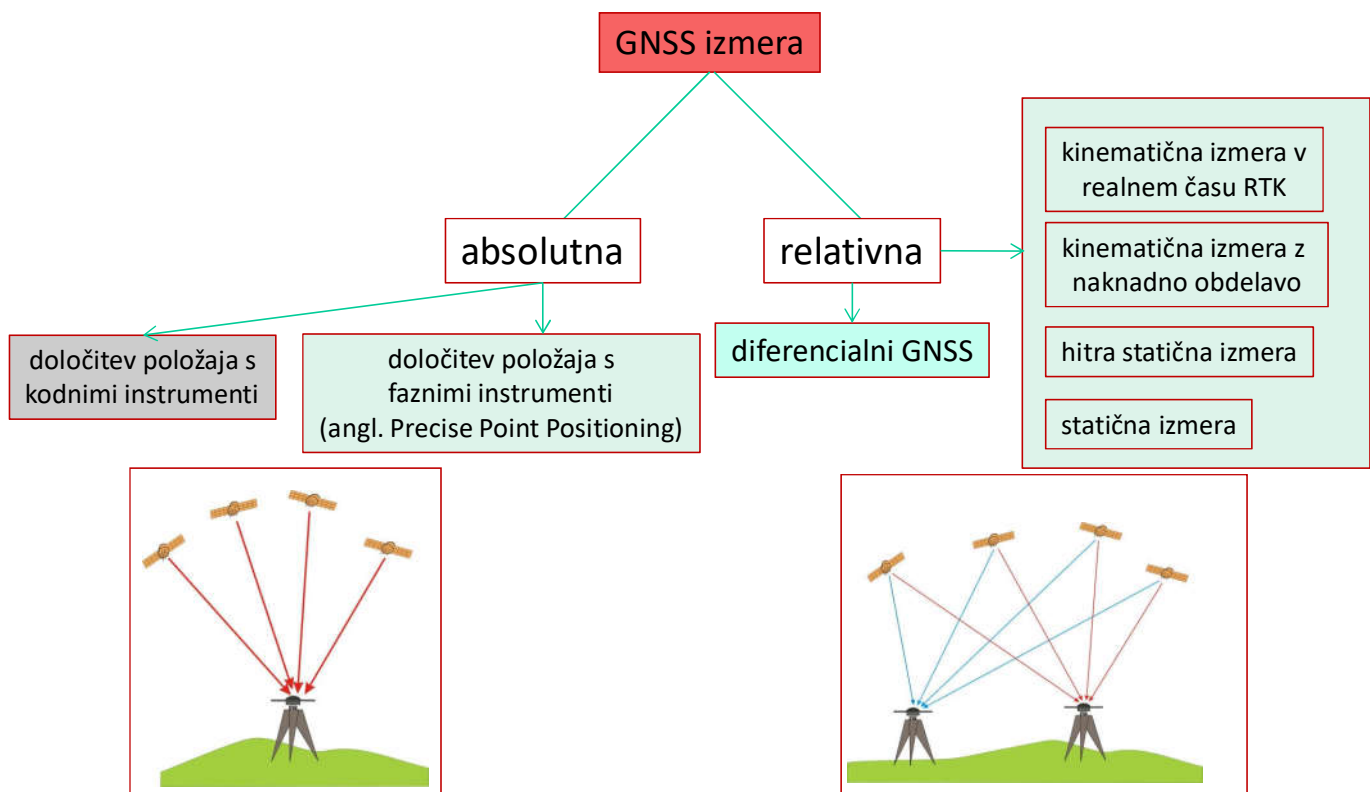 GNSS izmera
absolutna
relativna
določitev položaja s
kodnimi instrumenti
določitev položaja s
faznimi instrumenti
(angl. Precise Point Positioning)
diferencialni GNSS
kinematična izmera v
realnem času RTK
kinematična izmera z
naknadno obdelavo
hitra statična izmera
statična izmera